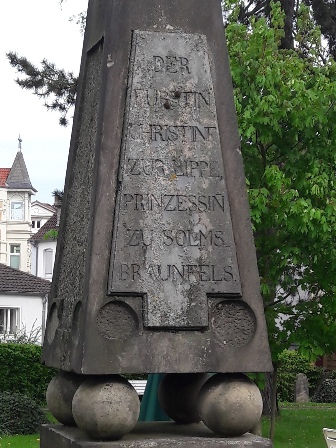 DER
FÜRSTIN
CHRISTINE
ZUR LIPPE,
PRINZESSIN
ZU SOLMS
BRAUNFELS.